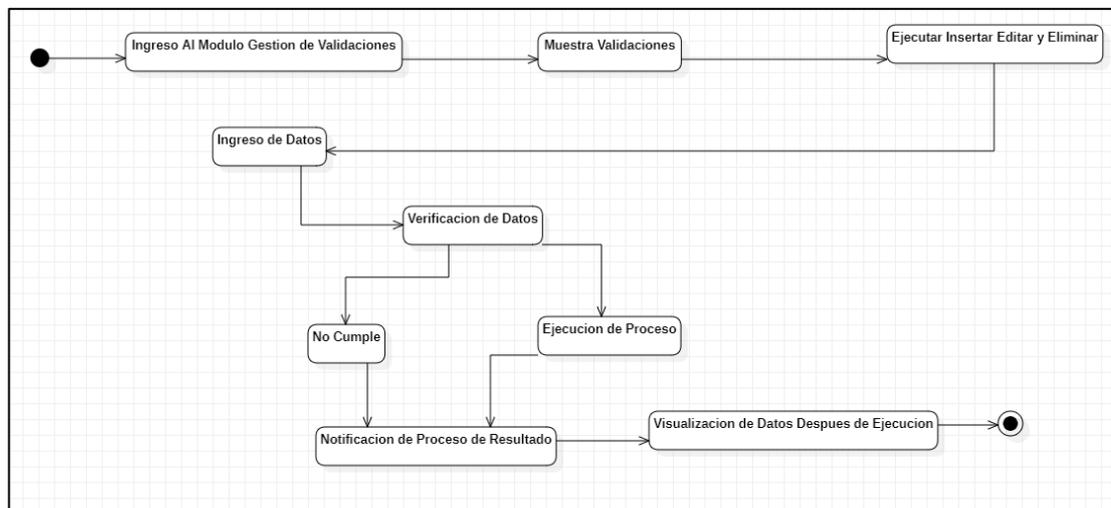 Ingreso Al Modulo Gestion de Validaciones
Muestra Validaciones
Ejecutar Insertar Editar y Eliminar
Ingreso de Datos
Verificacion de Datos
No Cumple
Ejecucion de Proceso
Notificacion de Proceso de Resultado
Visualizacion de Datos Despues de Ejecucion